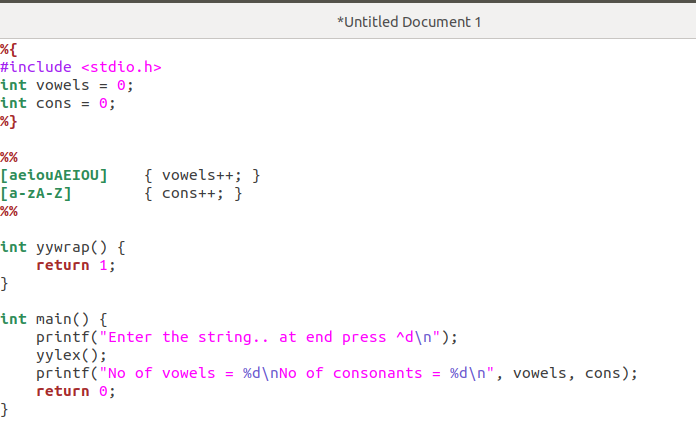 *Untitled Document 1
%{
#include <stdio.h>
int vowels = 0;
int cons = 0;
%}
%%
[aeiouAEIOU]    { vowels++; }
[a-zA-Z]        { cons++; }
%%
int yywrap() {
    return 1;
}
int main() {
    printf("Enter the string.. at end press ^d\n");
    yylex();
    printf("No of vowels = %d\nNo of consonants = %d\n", vowels, cons);
    return 0;
}